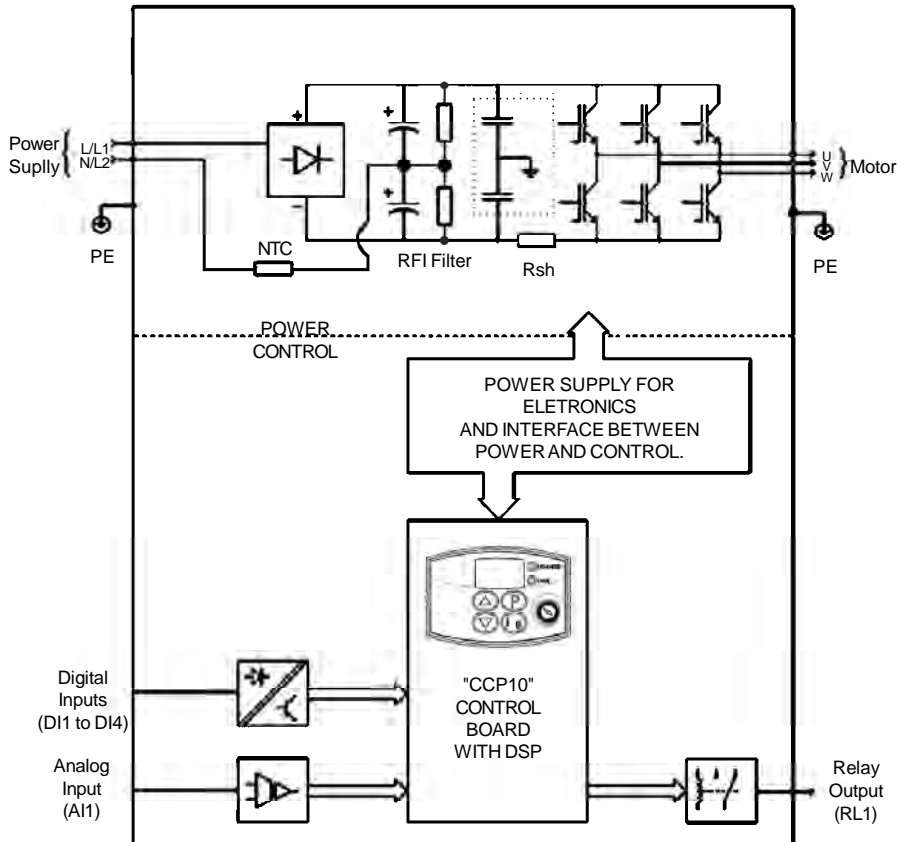 Power
Suplly
L/L1
N/L2
PE
NTC
RFI Filter
Rsh
U
V
W
Motor
PE
POWER
CONTROL
POWER SUPPLY FOR
ELETRONICS
AND INTERFACE BETWEEN
POWER AND CONTROL.
P
Digital
Inputs
(DI1 to DI4)
"CCP10"
CONTROL
BOARD
WITH DSP
Analog
Input
(AI1)
Relay
Output
(RL1)